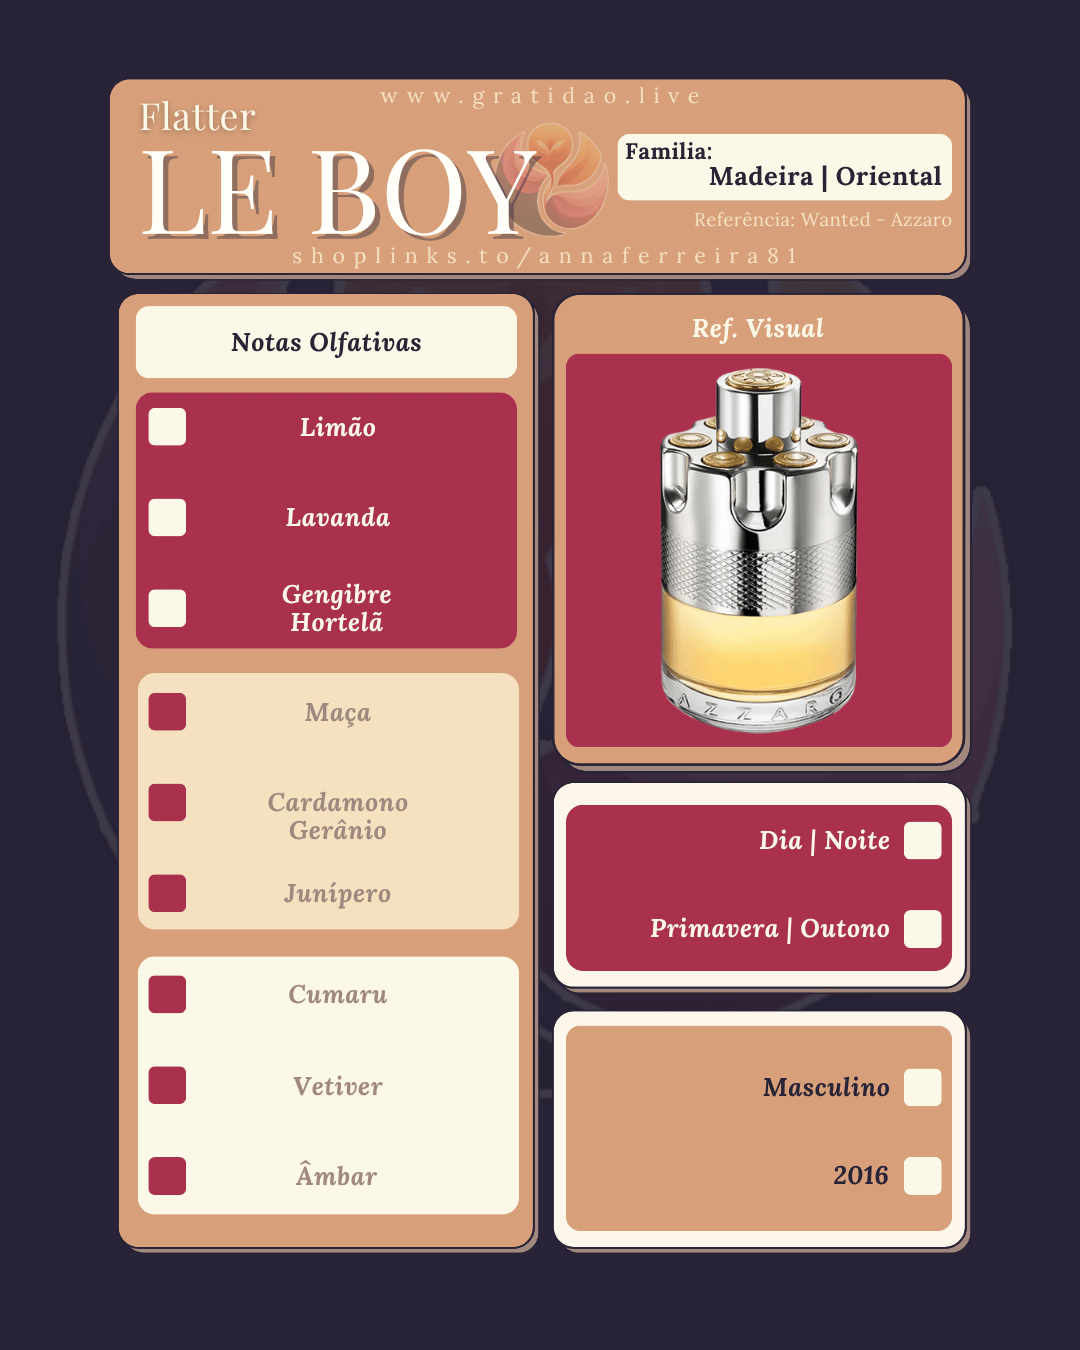 www.gratidao.live
Flatter
LE BOY
Familia:
Madeira | Oriental
Referência: Wanted - Azzaro
shoplinks.to/annaferreira81
Notas Olfativas
Limão
Lavanda
Gengibre
Hortelã
Maça
Cardamono
Gerânio
Junípero
Cumaru
Vetiver
Âmbar
Ref. Visual
AZZARO
Dia | Noite
Primavera | Outono
Masculino
2016